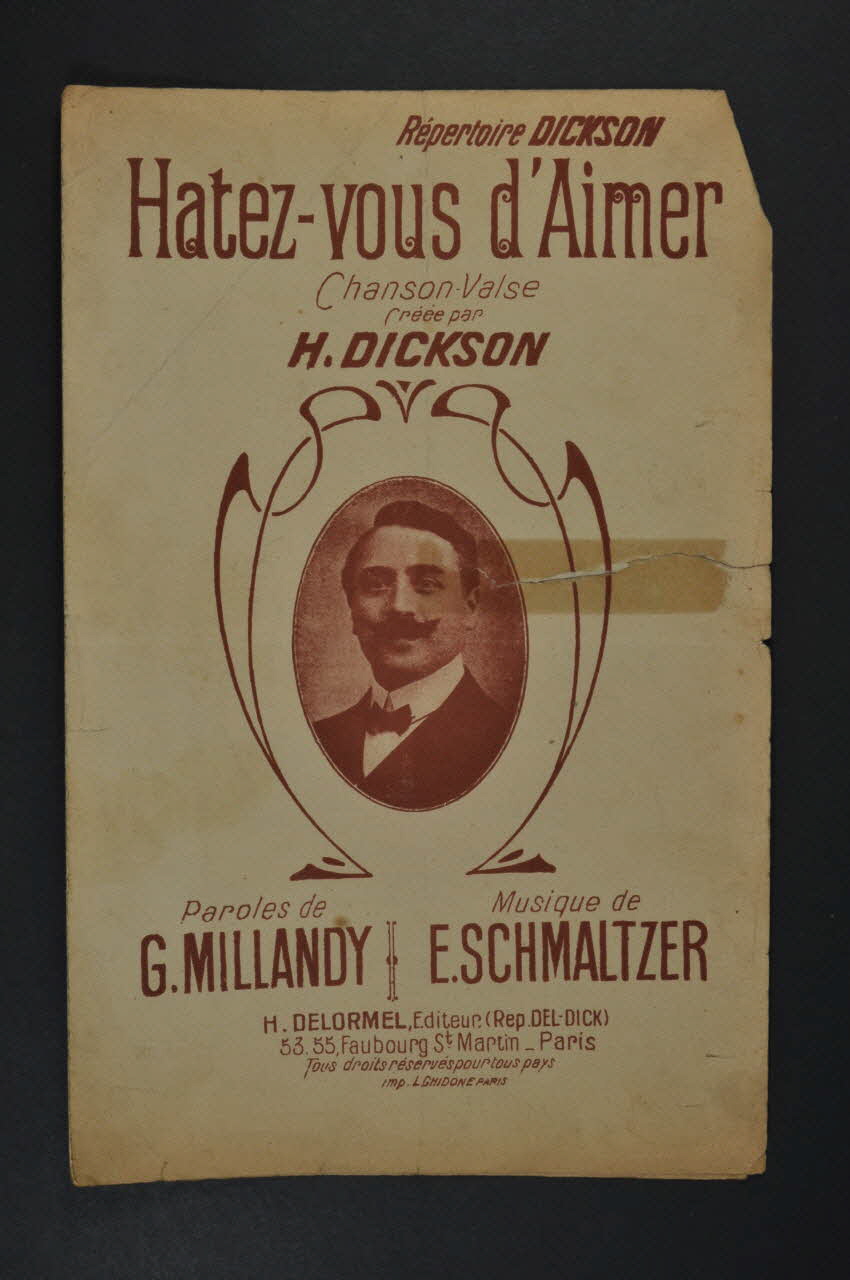 Répertoire DICKSON
Hatez-vous d'Aimer
Chanson-Valse
Créée par
H. DICKSON
Paroles de
G. MILLANDY
Musique de
E. SCHMALTZER
H. DELORMEL, Editeur. (Rep. DEL-DICK)
53.55, Faubourg St Martin _ Paris
Tous droits réservés pour tous pays
imp. L. GHIDONE PARIS